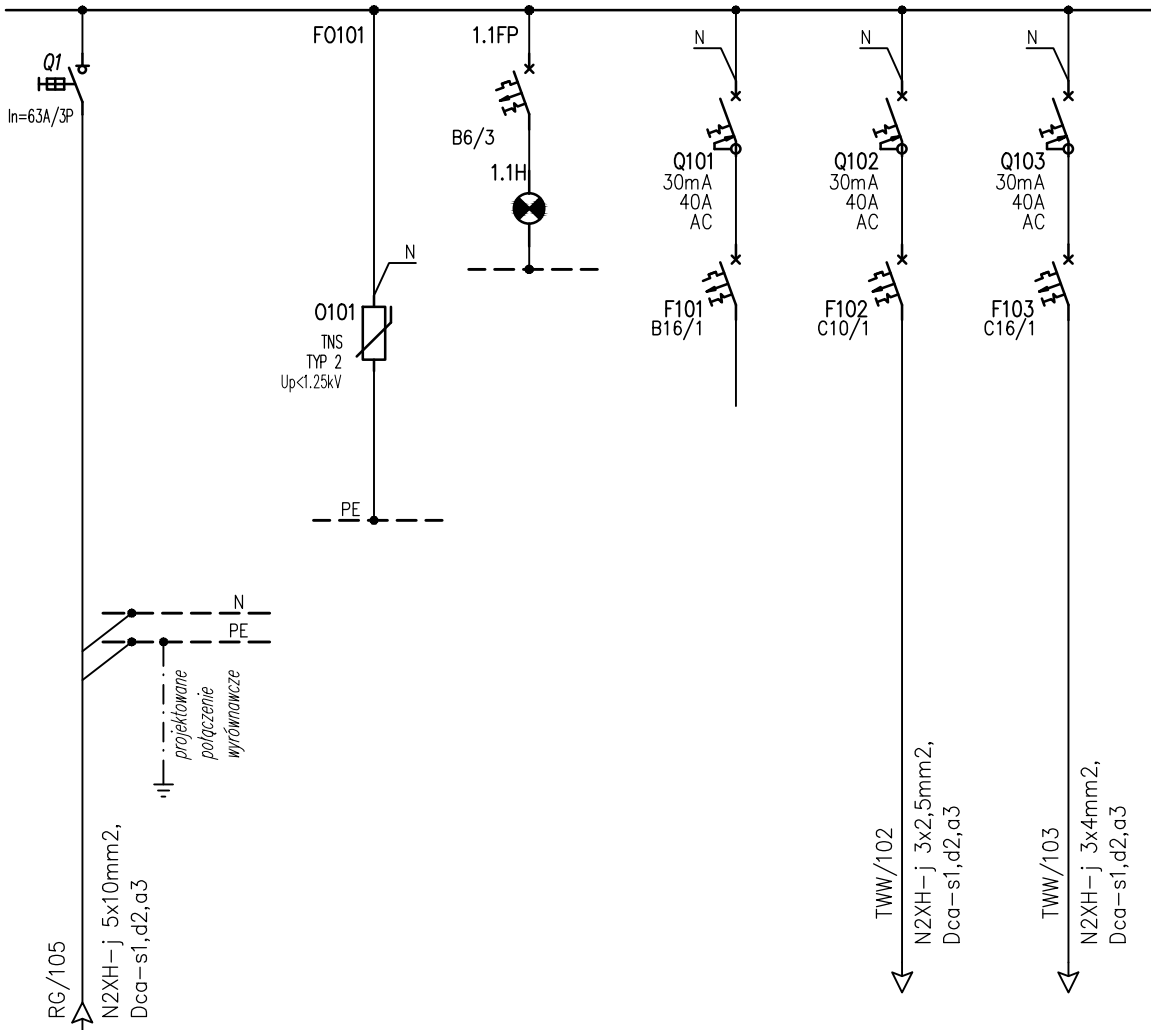 Q1
In=63A/3P
FO101
N
O101
TNS
TYP 2
Up<1.25kV
PE
1.1FP
B6/3
1.1H
N
Q101
30mA
40A
AC
F101
B16/1
N
Q102
30mA
40A
AC
F102
C10/1
N
Q103
30mA
40A
AC
F103
C16/1
N
PE
projektowane
połączenie
wyrównawcze
RG/105
N2XH-j 5x10mm2,
Dca-s1,d2,a3
TWW/102
N2XH-j 3x2,5mm2,
Dca-s1,d2,a3
TWW/103
N2XH-j 3x4mm2,
Dca-s1,d2,a3